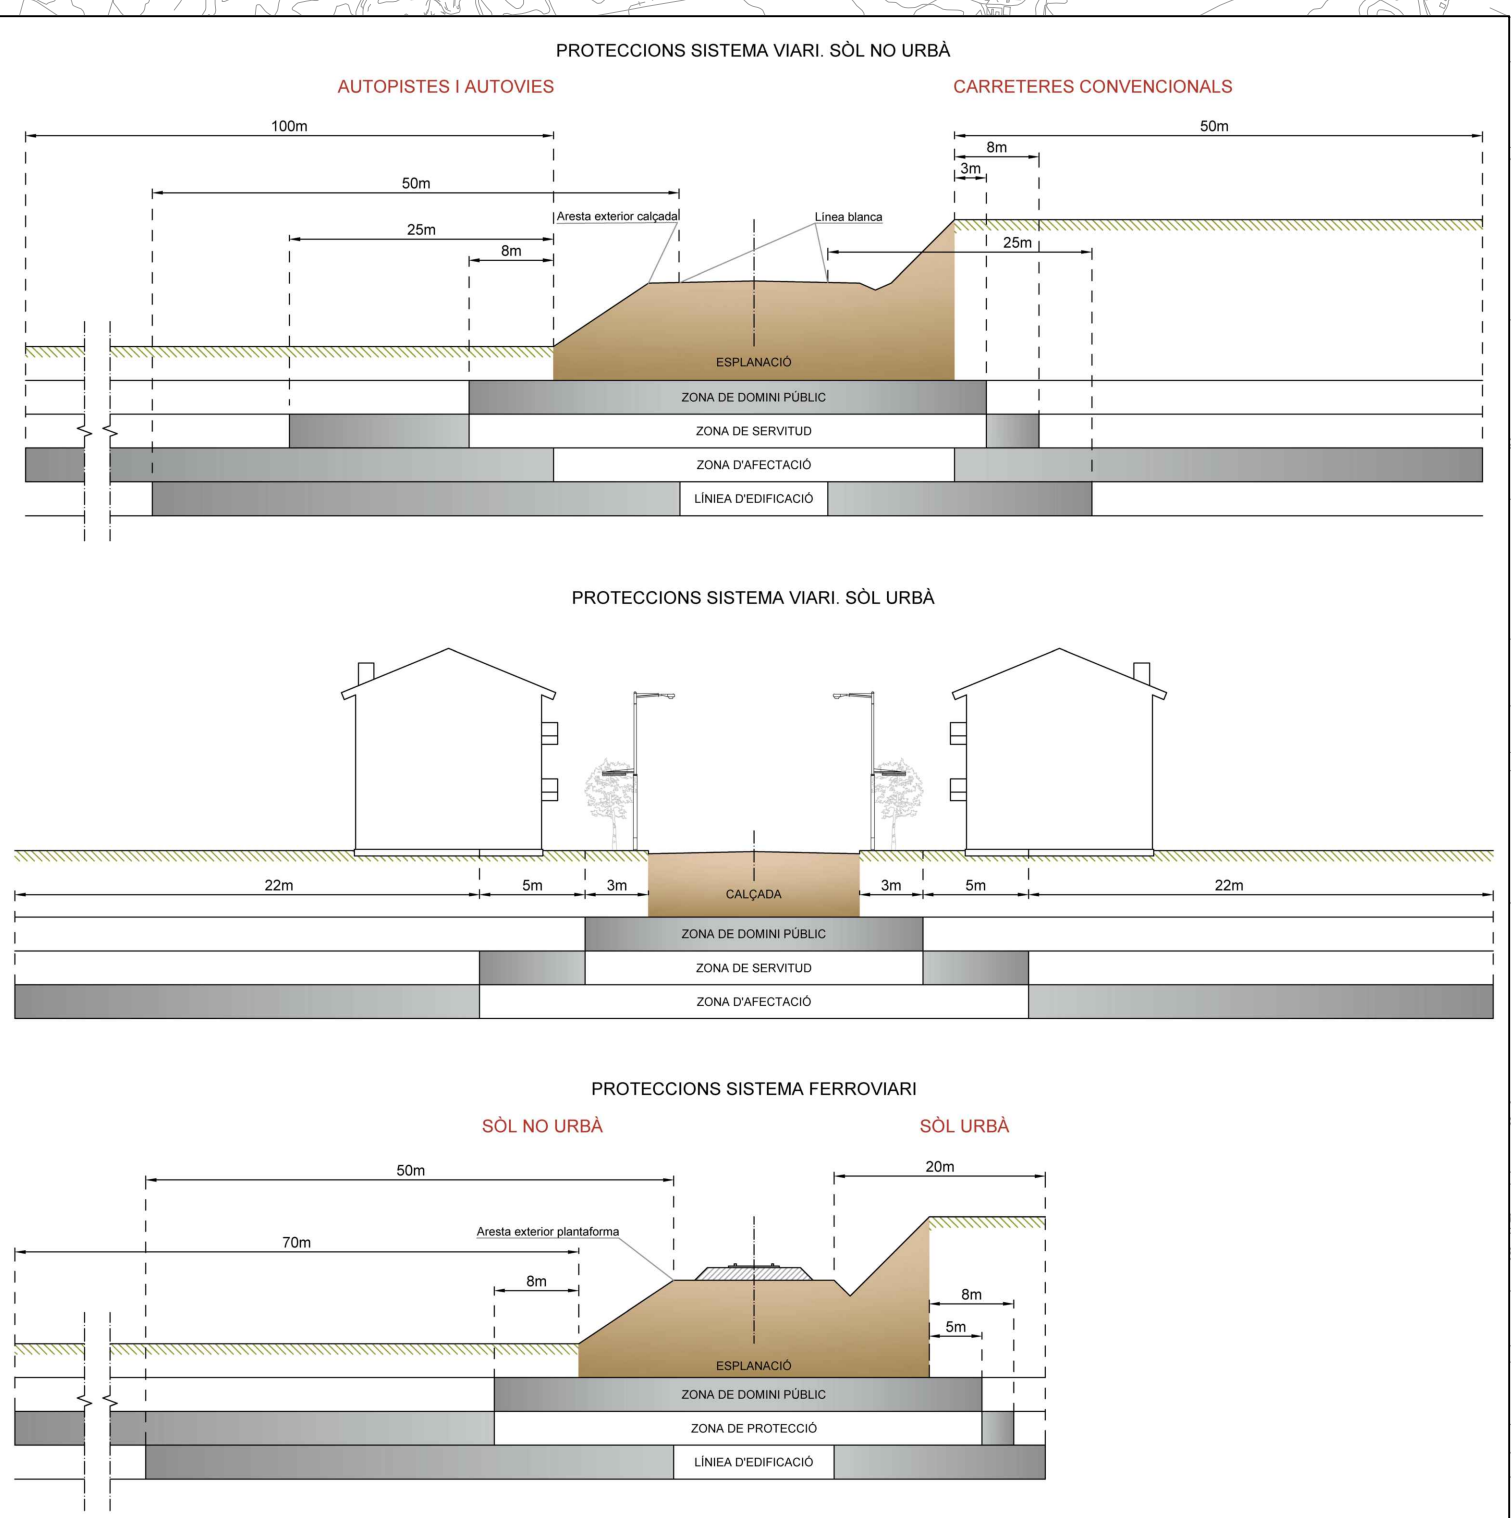 PROTECCIONS SISTEMA VIARI. SÒL NO URBÀ
AUTOPISTES I AUTOVIES
CARRETERES CONVENCIONALS
100m
50m
8m
3m
50m
Aresta exterior calçada
Línea blanca
25m
25m
8m
ESPLANACIÓ
ZONA DE DOMINI PÚBLIC
ZONA DE SERVITUD
ZONA D'AFECTACIÓ
LÍNIEA D'EDIFICACIÓ
PROTECCIONS SISTEMA VIARI. SÒL URBÀ
22m
5m
3m
CALÇADA
3m
5m
22m
ZONA DE DOMINI PÚBLIC
ZONA DE SERVITUD
ZONA D'AFECTACIÓ
PROTECCIONS SISTEMA FERROVIARI
SÒL NO URBÀ
SÒL URBÀ
50m
20m
Aresta exterior plantaforma
70m
8m
8m
5m
ESPLANACIÓ
ZONA DE DOMINI PÚBLIC
ZONA DE PROTECCIÓ
LÍNIEA D'EDIFICACIÓ